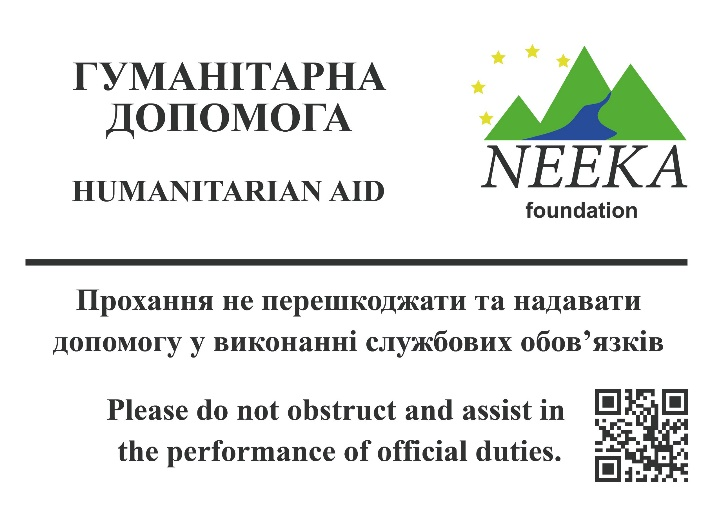 ГУМАНІТАРНА
ДОПОМОГА
HUMANITARIAN AID
NEEKA
foundation
Прохання не перешкоджати та надавати
допомогу у виконанні службових обов’язків
Please do not obstruct and assist in
the performance of official duties.